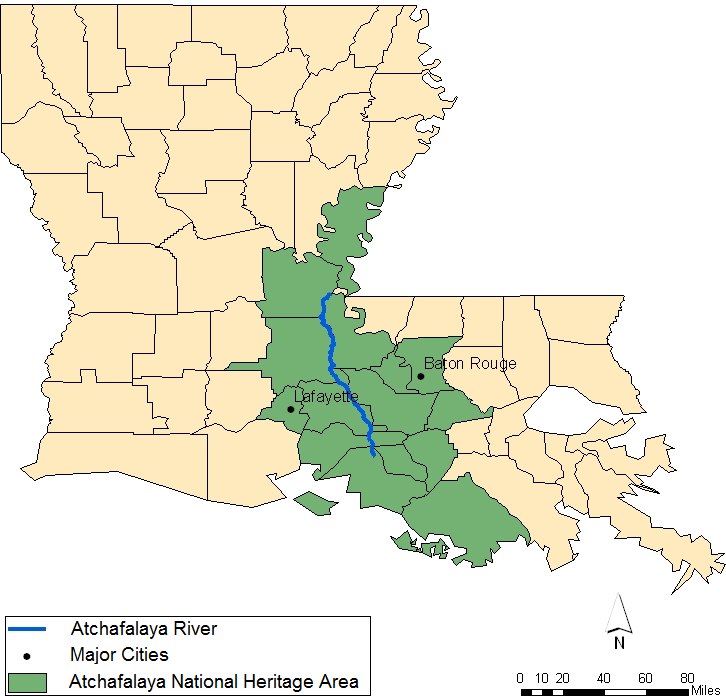 Baton Rouge
Lafayette
N
0 10 20 40 60 80
Miles
Atchafalaya River
Major Cities
Atchafalaya National Heritage Area